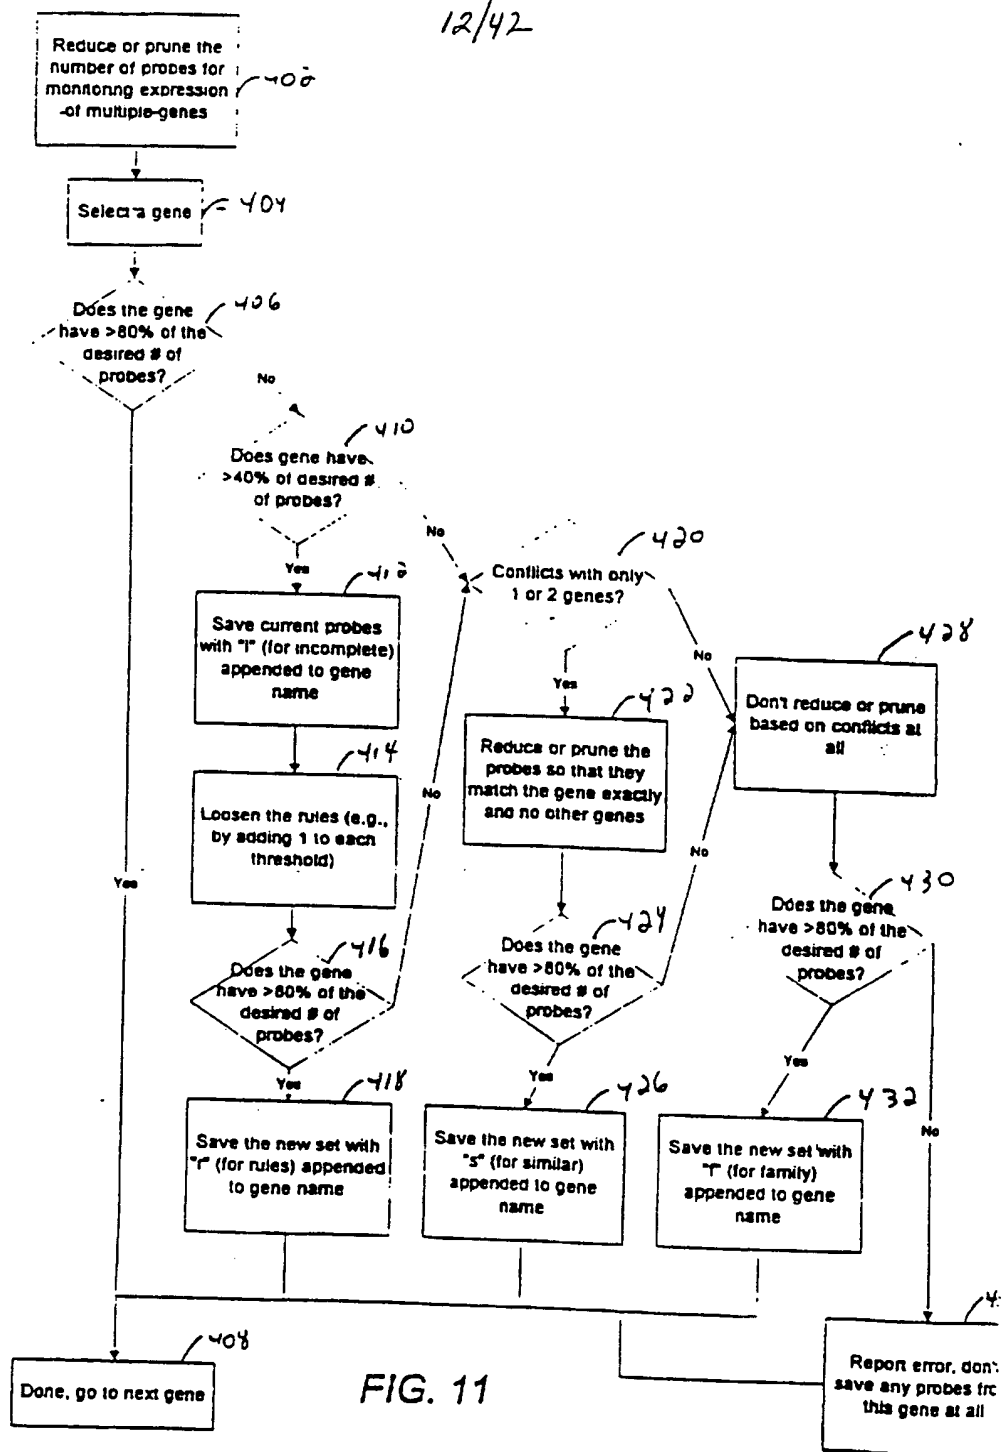 12/42
Reduce or prune the
number of probes for
monitoring expression
of multiple genes
400
Select a gene
404
Does the gene
have >80% of the
desired # of
probes?
406
No
Does gene have
>40% of desired #
of probes?
410
No
Yes
Conflicts with only
1 or 2 genes?
420
Save current probes
with "i" (for incomplete)
appended to gene
name
412
No
Yes
Don't reduce or prune
based on conflicts at
all
428
Reduce or prune the
probes so that they
match the gene exactly
and no other genes
422
Loosen the rules (e.g.,
by adding 1 to each
threshold)
414
No
No
Yes
Does the gene
have >80% of the
desired # of
probes?
430
Does the gene
have >80% of the
desired # of
probes?
424
Does the gene
have >80% of the
desired # of
probes?
416
Yes
Yes
Yes
No
Save the new set with
"r" (for rules) appended
to gene name
418
Save the new set with
"s" (for similar)
appended to gene
name
426
Save the new set with
"f" (for family)
appended to gene
name
432
Done, go to next gene
408
FIG. 11
Report error, don't
save any probes
this gene at all